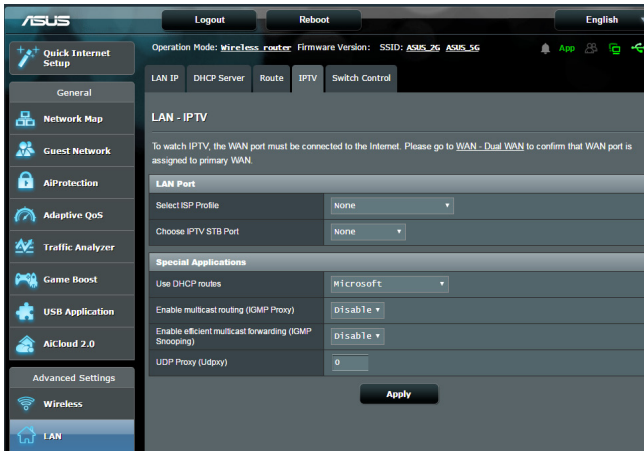 ASUS
Logout
Reboot
English
Quick Internet Setup
Operation Mode: Wireless router Firmware Version: SSID: ASUS_2G ASUS_5G
App
General
Network Map
Guest Network
AiProtection
Adaptive QoS
Traffic Analyzer
Game Boost
USB Application
AiCloud 2.0
Advanced Settings
Wireless
LAN
LAN IP
DHCP Server
Route
IPTV
Switch Control
LAN - IPTV
To watch IPTV, the WAN port must be connected to the Internet. Please go to WAN - Dual WAN to confirm that WAN port is
assigned to primary WAN.
LAN Port
Select ISP Profile
None
Choose IPTV STB Port
None
Special Applications
Use DHCP routes
Microsoft
Enable multicast routing (IGMP Proxy)
Disable
Enable efficient multicast forwarding (IGMP
Snooping)
Disable
UDP Proxy (Udpxy)
0
Apply